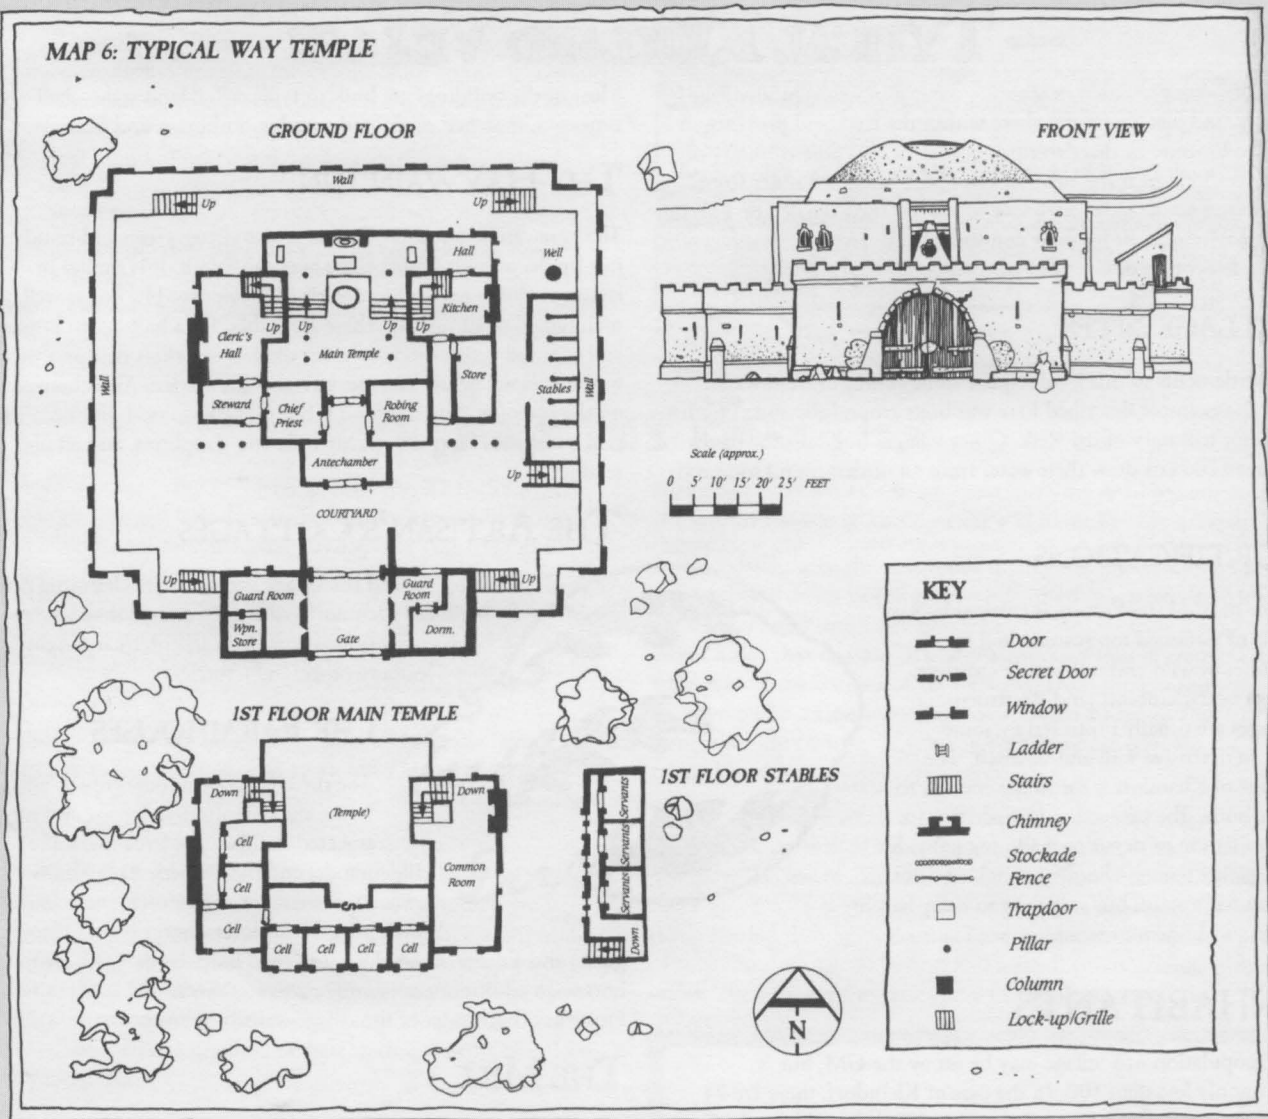 MAP 6: TYPICAL WAY TEMPLE
GROUND FLOOR
Wall
Up
Up
Hall
Well
Kitchen
Up
Up
Up
Up
Cleric's
Hall
Main Temple
Wall
Store
Stables
Wall
Steward
Chief
Priest
Robing
Room
Antechamber
Up
COURTYARD
Up
Guard Room
Guard
Room
Up
Wpn.
Store
Gate
Dorm.
FRONT VIEW
Scale (approx.)
0 5' 10' 15' 20' 25' FEET
KEY
Door
Secret Door
Window
Ladder
Stairs
Chimney
Stockade
Fence
Trapdoor
Pillar
Column
Lock-up/Grille
1ST FLOOR MAIN TEMPLE
Down
(Temple)
Down
Cell
Cell
Cell
Common
Room
S
Cell
Cell
Cell
Cell
1ST FLOOR STABLES
Servants
Servants
Servants
Down
N